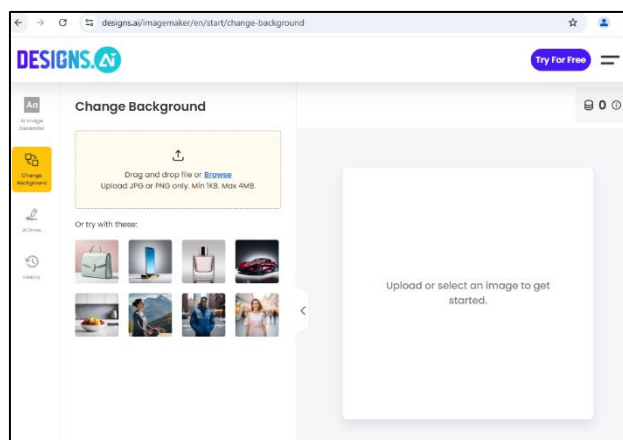 designs.ai/imagemaker/en/start/change-background
DESIGNS.Ai
Try For Free
Aa
AI Image
Generator
Change Background
0
Drag and drop file or Browse
Upload JPG or PNG only. Min 1KB. Max 4MB.
Change
Background
AI Draw
Or try with these:
History
Upload or select an image to get
started.